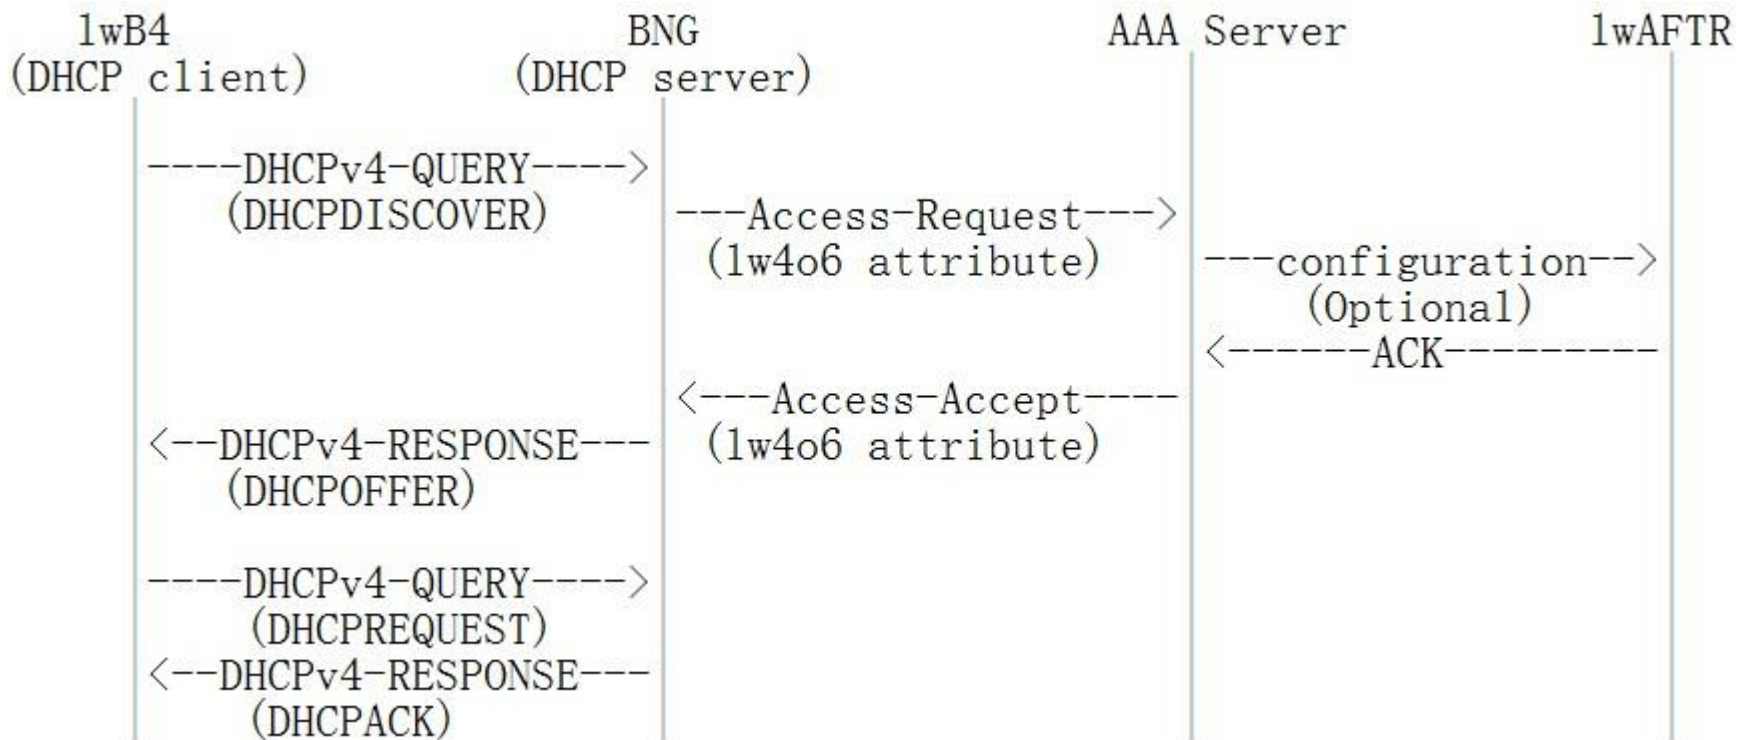 lwB4 BNG AAA Server lwAFTR
(DHCP client) (DHCP server)
----DHCPv4-QUERY---->
(DHCPDISCOVER) ---Access-Request--->
(lw4o6 attribute) ---configuration-->
(Optional)
<------ACK---------
<---Access-Accept----
<--DHCPv4-RESPONSE--- (lw4o6 attribute)
(DHCPOFFER)
----DHCPv4-QUERY---->
(DHCPREQUEST)
<--DHCPv4-RESPONSE---
(DHCPACK)